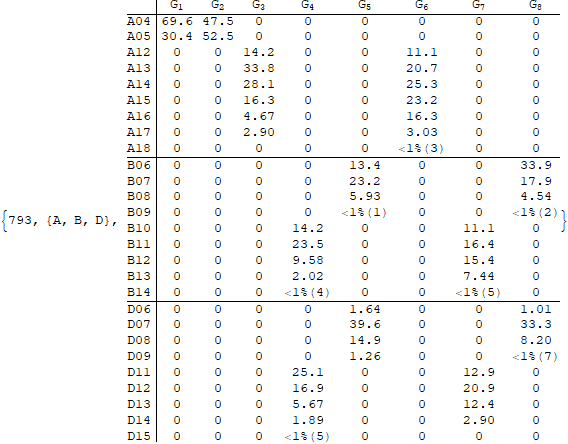 G1 G2 G3 G4 G5 G6 G7 G8
A04 69.6 47.5 0 0 0 0 0 0
A05 30.4 52.5 0 0 0 0 0 0
A12 0 0 14.2 0 0 11.1 0 0
A13 0 0 33.8 0 0 20.7 0 0
A14 0 0 28.1 0 0 25.3 0 0
A15 0 0 16.3 0 0 23.2 0 0
A16 0 0 4.67 0 0 16.3 0 0
A17 0 0 2.90 0 0 3.03 0 0
A18 0 0 0 0 0 <1%(3) 0 0
B06 0 0 0 0 13.4 0 0 33.9
B07 0 0 0 0 23.2 0 0 17.9
B08 0 0 0 0 5.93 0 0 4.54
{793, {A, B, D}, B09 0 0 0 0 <1%(1) 0 0 <1%(2) }
B10 0 0 0 14.2 0 0 11.1 0
B11 0 0 0 23.5 0 0 16.4 0
B12 0 0 0 9.58 0 0 15.4 0
B13 0 0 0 2.02 0 0 7.44 0
B14 0 0 0 <1%(4) 0 0 <1%(5) 0
D06 0 0 0 0 1.64 0 0 1.01
D07 0 0 0 0 39.6 0 0 33.3
D08 0 0 0 0 14.9 0 0 8.20
D09 0 0 0 0 1.26 0 0 <1%(7)
D11 0 0 0 25.1 0 0 12.9 0
D12 0 0 0 16.9 0 0 20.9 0
D13 0 0 0 5.67 0 0 12.4 0
D14 0 0 0 1.89 0 0 2.90 0
D15 0 0 0 <1%(5) 0 0 0 0